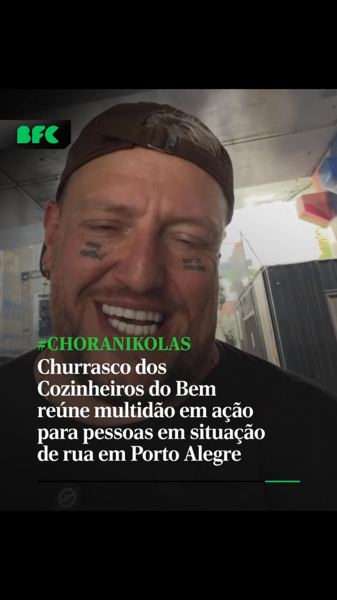 BFC
#CHORANIKOLAS
Churrasco dos
Cozinheiros do Bem
reúne multidão em ação
para pessoas em situação
de rua em Porto Alegre